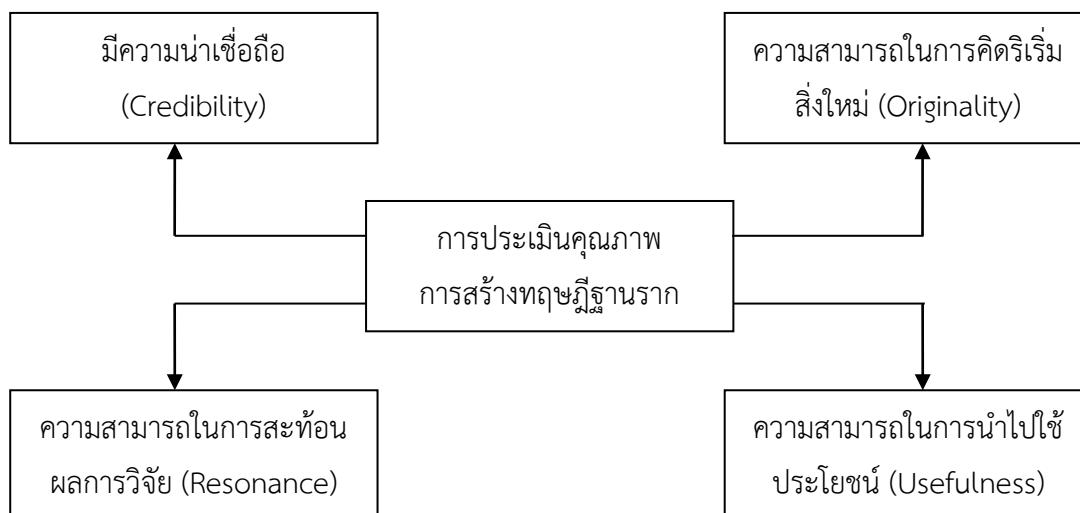 มีความน่าเชื่อถือ
(Credibility)
ความสามารถในการคิดริเริ่ม
สิ่งใหม่ (Originality)
การประเมินคุณภาพ
การสร้างทฤษฎีฐานราก
ความสามารถในการสะท้อน
ผลการวิจัย (Resonance)
ความสามารถในการนำไปใช้
ประโยชน์ (Usefulness)